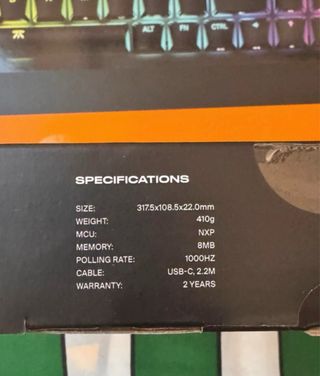 ALT FN CTRL
SPECIFICATIONS
SIZE: 317.5x108.5x22.0mm
WEIGHT: 410g
MCU: NXP
MEMORY: 8MB
POLLING RATE: 1000HZ
CABLE: USB-C, 2.2M
WARRANTY: 2 YEARS